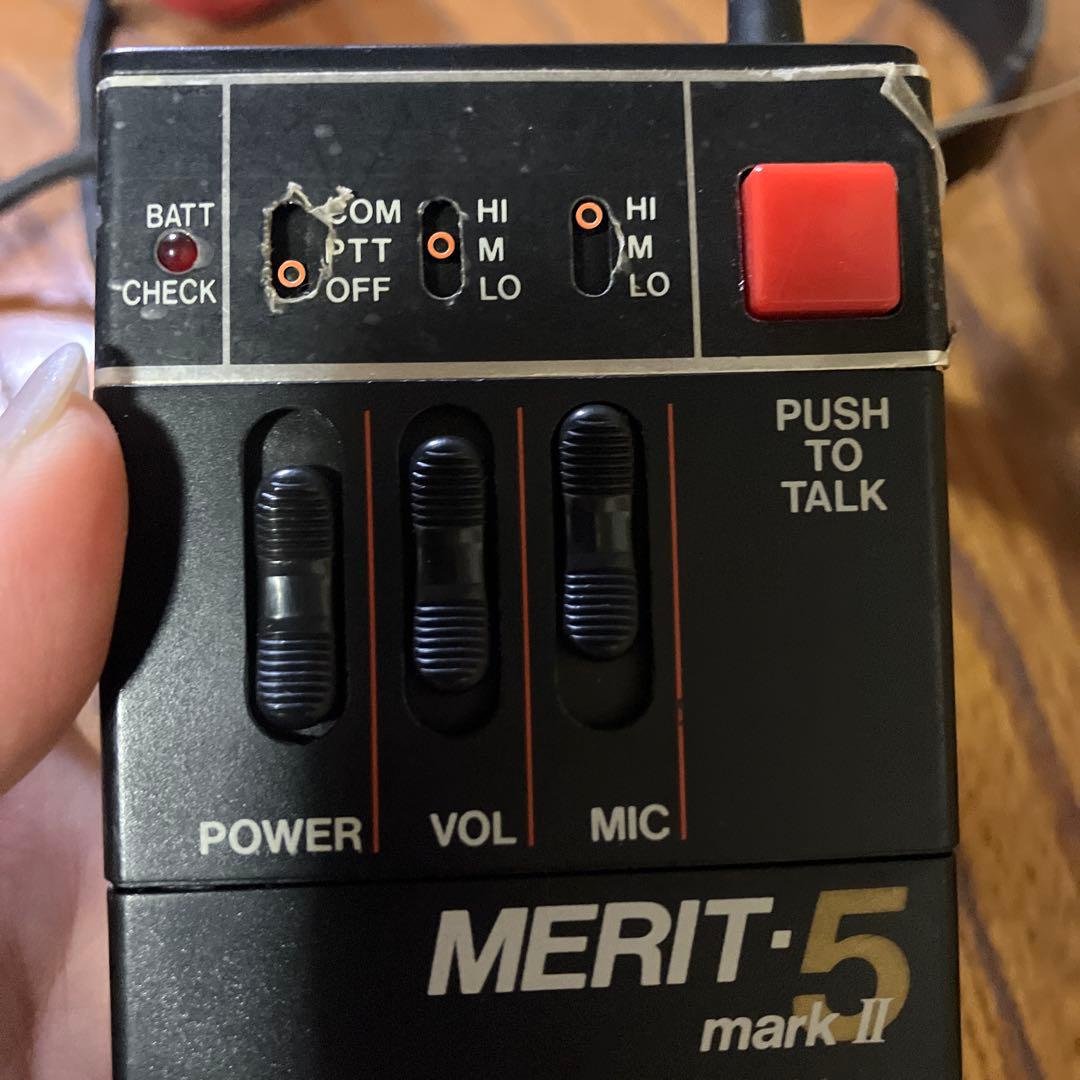 BATT
CHECK
COM
PTT
OFF
HI
M
LO
HI
M
LO
PUSH
TO
TALK
POWER
VOL
MIC
MERIT·5
mark II